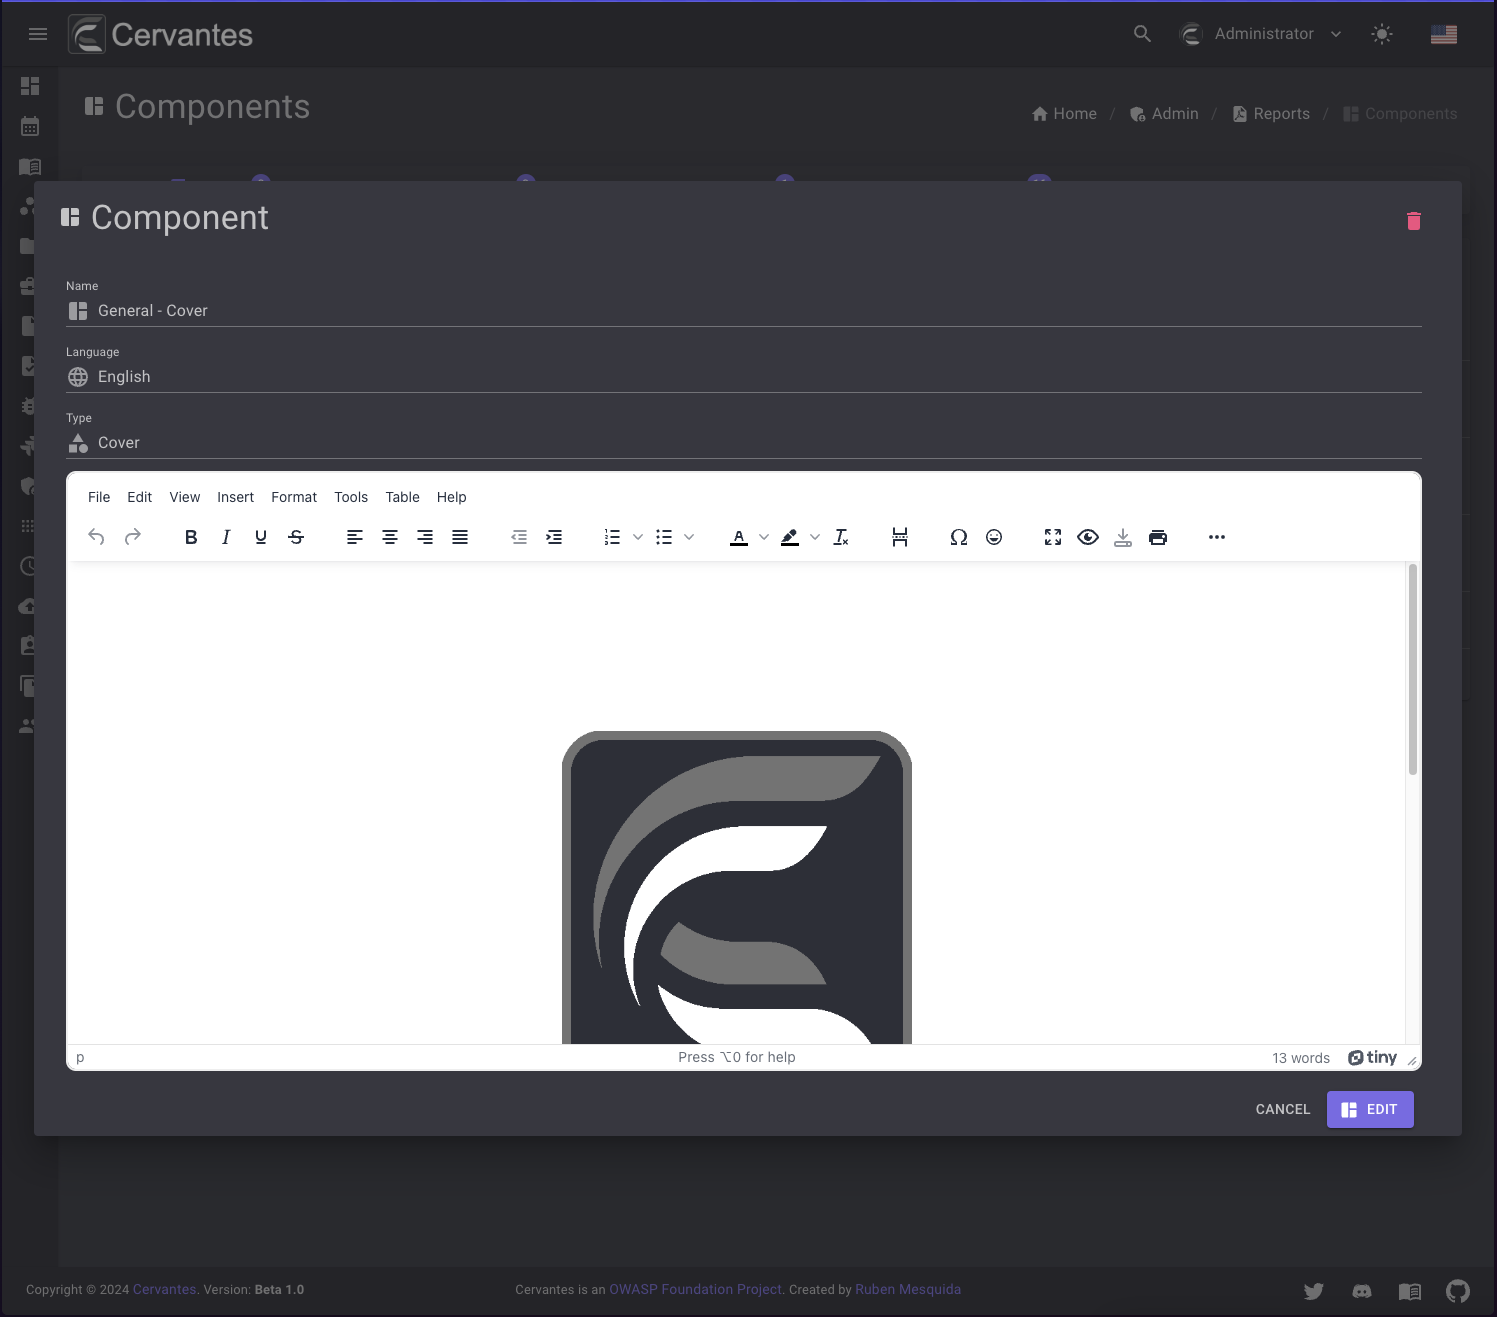 Cervantes
Administrator
Components
Home / Admin / Reports / Components
Component
Name
General - Cover
Language
English
Type
Cover
File Edit View Insert Format Tools Table Help
p
Press ⌥0 for help
13 words
tiny
CANCEL
EDIT
Copyright © 2024 Cervantes. Version: Beta 1.0
Cervantes is an OWASP Foundation Project. Created by Ruben Mesquida